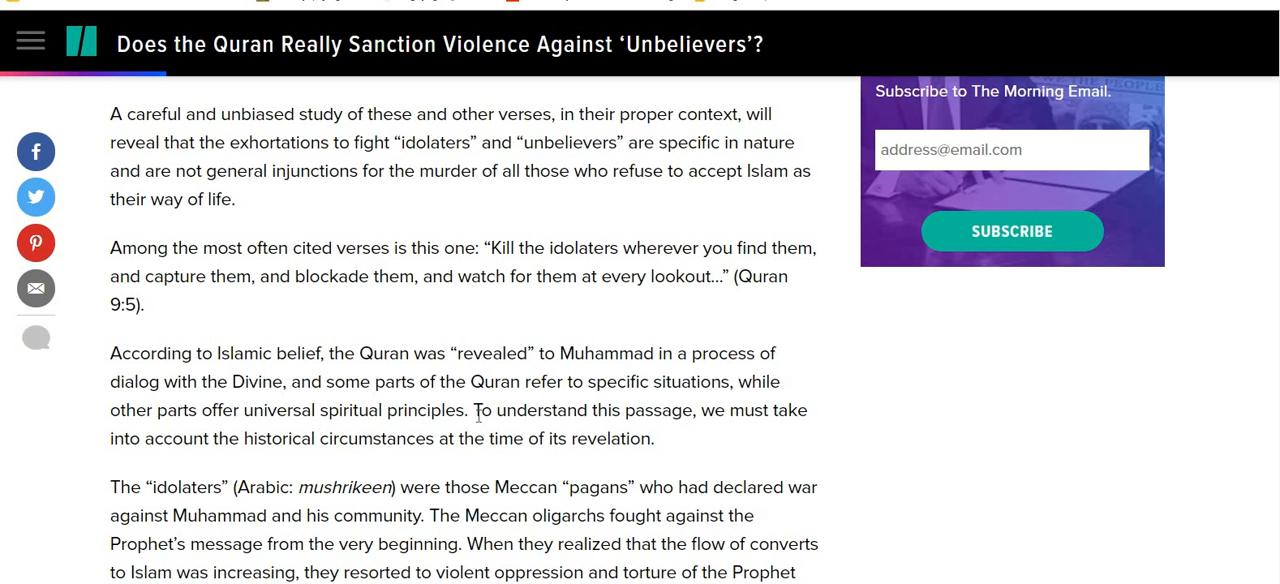 Does the Quran Really Sanction Violence Against ‘Unbelievers’?
A careful and unbiased study of these and other verses, in their proper context, will
reveal that the exhortations to fight “idolaters” and “unbelievers” are specific in nature
and are not general injunctions for the murder of all those who refuse to accept Islam as
their way of life.
Among the most often cited verses is this one: “Kill the idolaters wherever you find them,
and capture them, and blockade them, and watch for them at every lookout...” (Quran
9:5).
According to Islamic belief, the Quran was “revealed” to Muhammad in a process of
dialog with the Divine, and some parts of the Quran refer to specific situations, while
other parts offer universal spiritual principles. To understand this passage, we must take
into account the historical circumstances at the time of its revelation.
The “idolaters” (Arabic: mushrikeen) were those Meccan “pagans” who had declared war
against Muhammad and his community. The Meccan oligarchs fought against the
Prophet’s message from the very beginning. When they realized that the flow of converts
to Islam was increasing, they resorted to violent oppression and torture of the Prophet
Subscribe to The Morning Email.
address@email.com
SUBSCRIBE